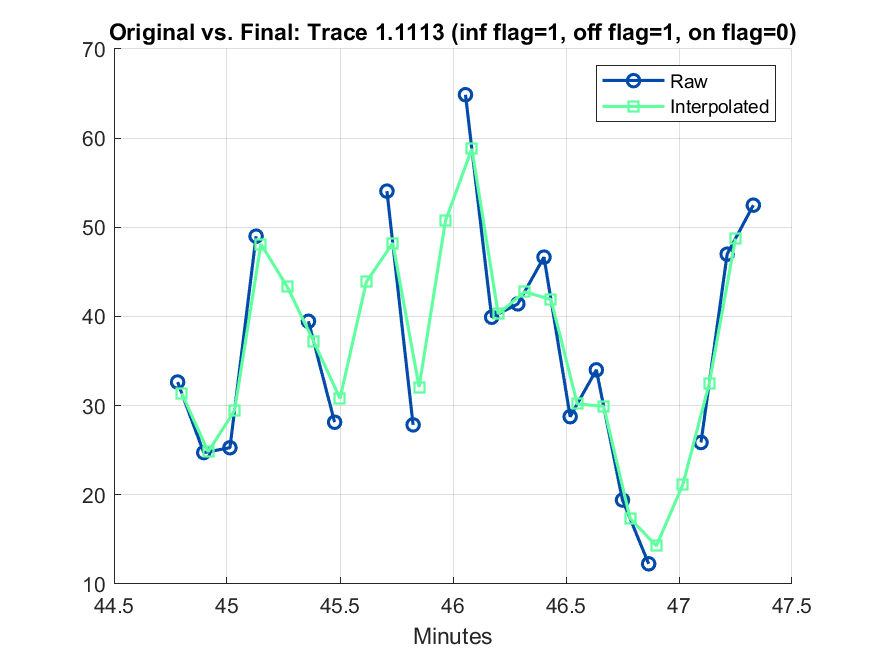 Original vs. Final: Trace 1.1113 (inf flag=1, off flag=1, on flag=0)
70
60
50
40
30
20
10
Raw
Interpolated
44.5 45 45.5 46 46.5 47 47.5
Minutes